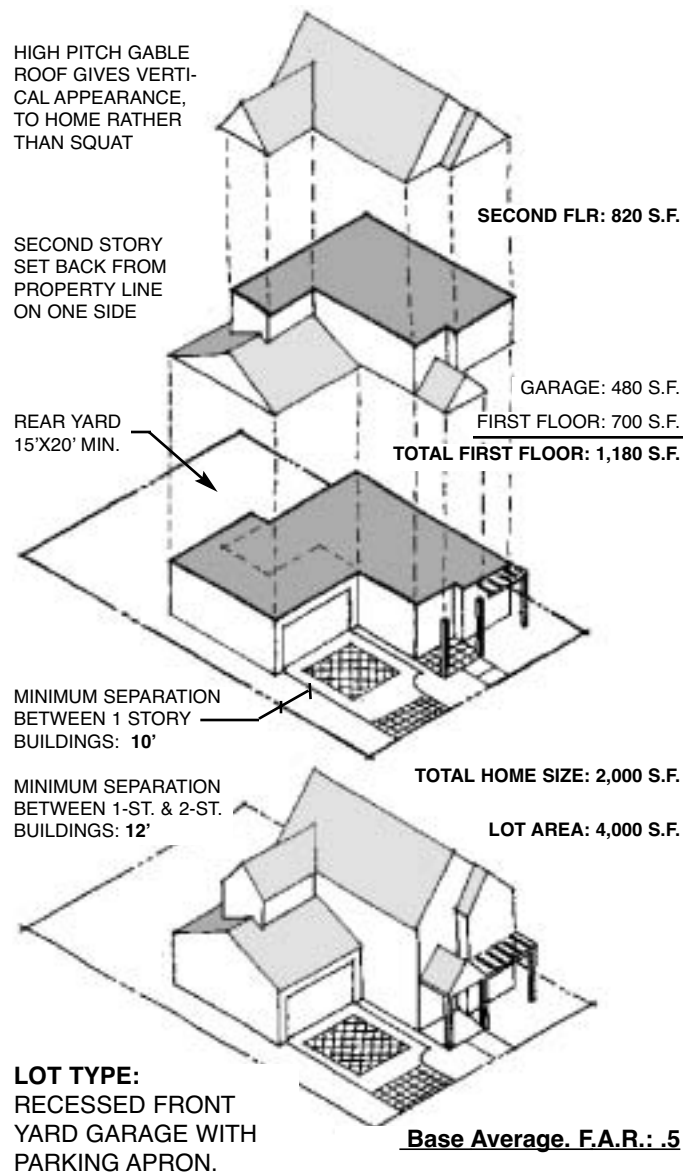 HIGH PITCH GABLE
ROOF GIVES VERTI-
CAL APPEARANCE,
TO HOME RATHER
THAN SQUAT
SECOND FLR: 820 S.F.
SECOND STORY
SET BACK FROM
PROPERTY LINE
ON ONE SIDE
GARAGE: 480 S.F.
FIRST FLOOR: 700 S.F.
TOTAL FIRST FLOOR: 1,180 S.F.
REAR YARD
15'X20' MIN.
MINIMUM SEPARATION
BETWEEN 1 STORY
BUILDINGS: 10'
TOTAL HOME SIZE: 2,000 S.F.
MINIMUM SEPARATION
BETWEEN 1-ST. & 2-ST.
BUILDINGS: 12'
LOT AREA: 4,000 S.F.
LOT TYPE:
RECESSED FRONT
YARD GARAGE WITH
PARKING APRON.
Base Average. F.A.R.: .5